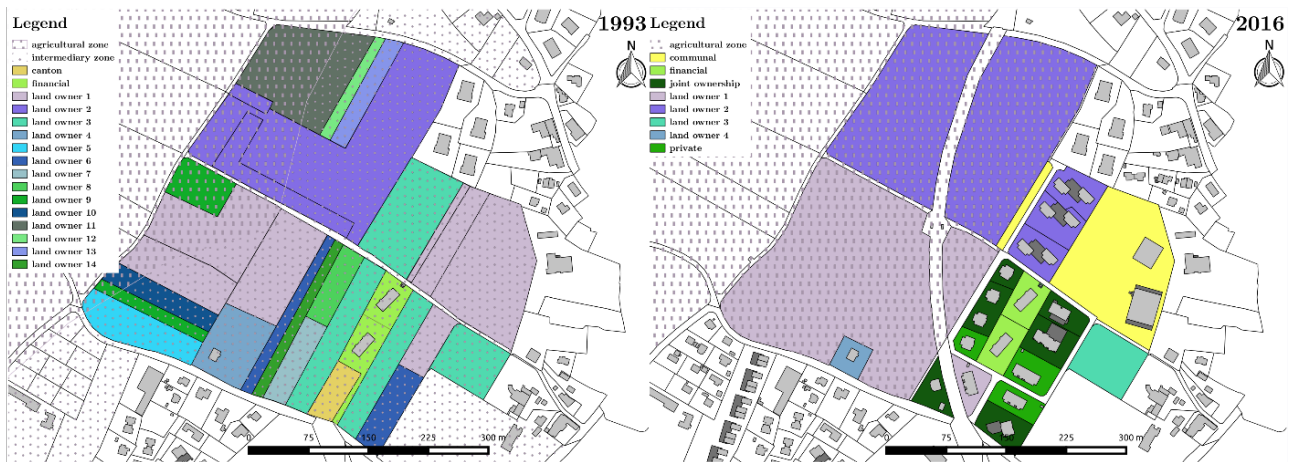 Legend
1993
N
agricultural zone
intermediary zone
canton
financial
land owner 1
land owner 2
land owner 3
land owner 4
land owner 5
land owner 6
land owner 7
land owner 8
land owner 9
land owner 10
land owner 11
land owner 12
land owner 13
land owner 14
0 75 150 225 300 m
Legend
2016
N
agricultural zone
communal
financial
joint ownership
land owner 1
land owner 2
land owner 3
land owner 4
private
0 75 150 225 300 m